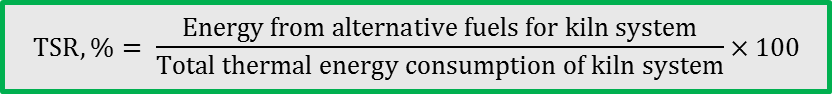 Energy from alternative fuels for kiln system
TSR, % = × 100
Total thermal energy consumption of kiln system